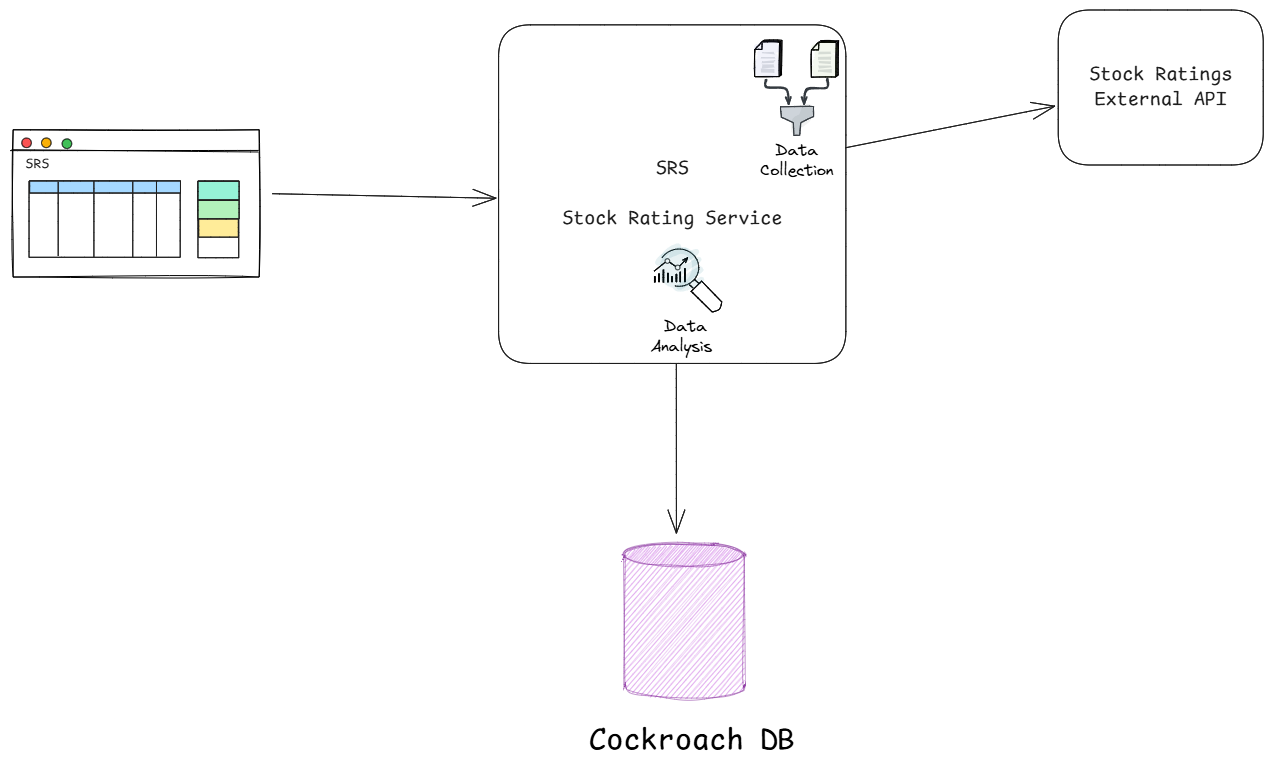 SRS
SRS
Stock Rating Service
Data
Collection
Data
Analysis
Stock Ratings
External API
Cockroach DB